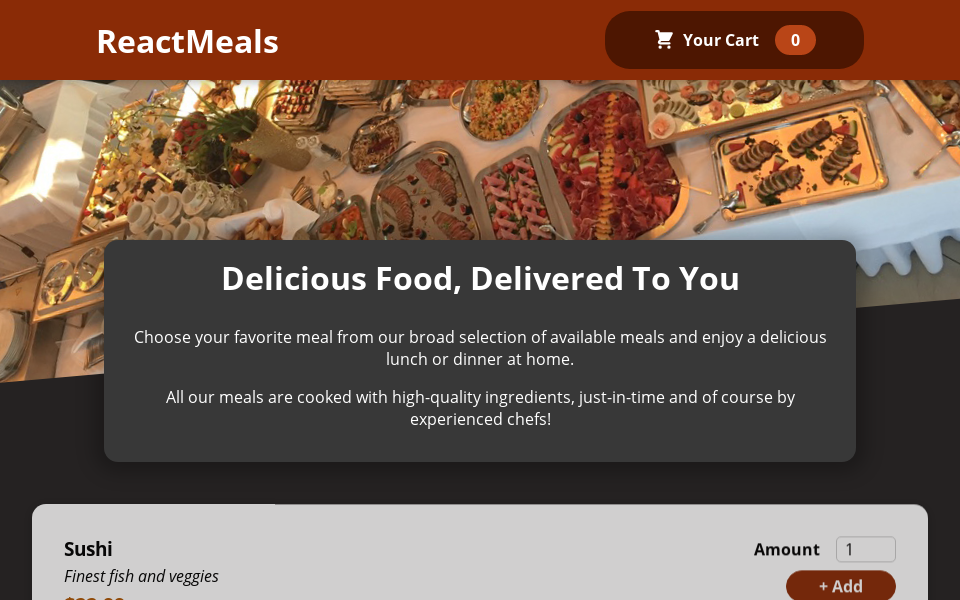 ReactMeals
Your Cart 0
Delicious Food, Delivered To You
Choose your favorite meal from our broad selection of available meals and enjoy a delicious
lunch or dinner at home.
All our meals are cooked with high-quality ingredients, just-in-time and of course by
experienced chefs!
Sushi
Amount 1
Finest fish and veggies
+ Add